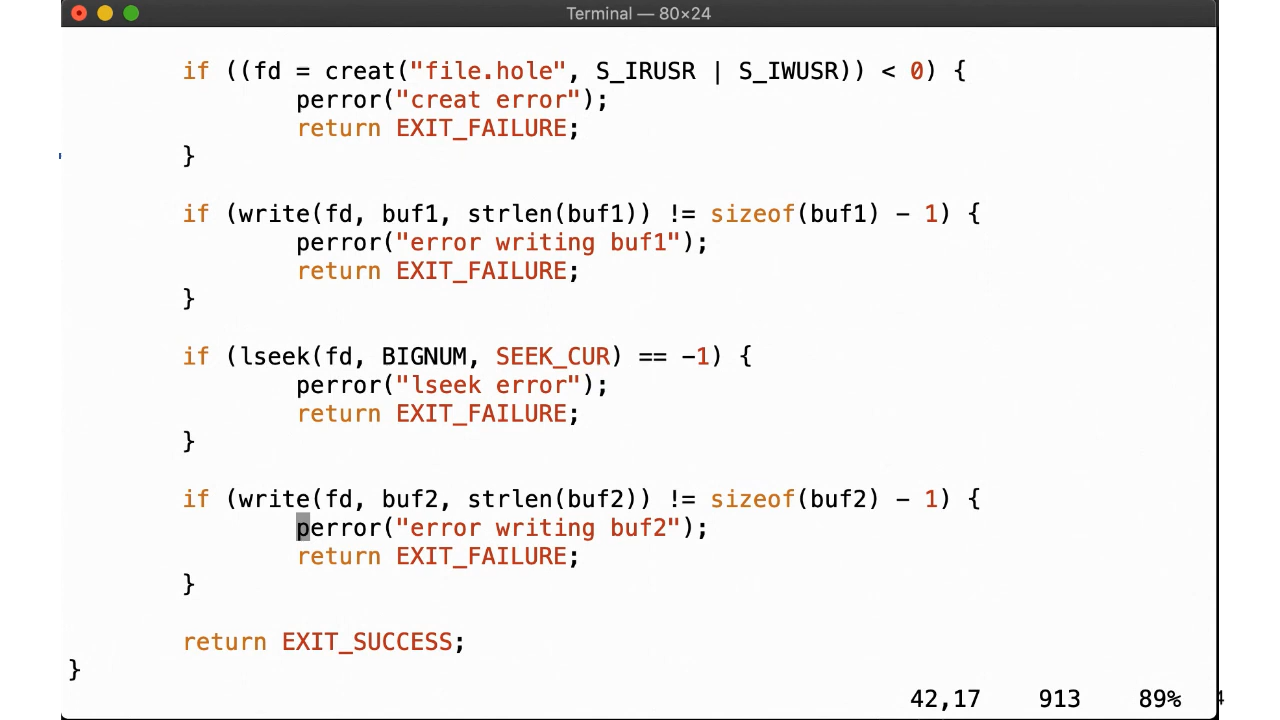 Terminal — 80×24
if ((fd = creat("file.hole", S_IRUSR | S_IWUSR)) < 0) {
perror("creat error");
return EXIT_FAILURE;
}
if (write(fd, buf1, strlen(buf1)) != sizeof(buf1) - 1) {
perror("error writing buf1");
return EXIT_FAILURE;
}
if (lseek(fd, BIGNUM, SEEK_CUR) == -1) {
perror("lseek error");
return EXIT_FAILURE;
}
if (write(fd, buf2, strlen(buf2)) != sizeof(buf2) - 1) {
perror("error writing buf2");
return EXIT_FAILURE;
}
return EXIT_SUCCESS;
}
42,17 913 89%